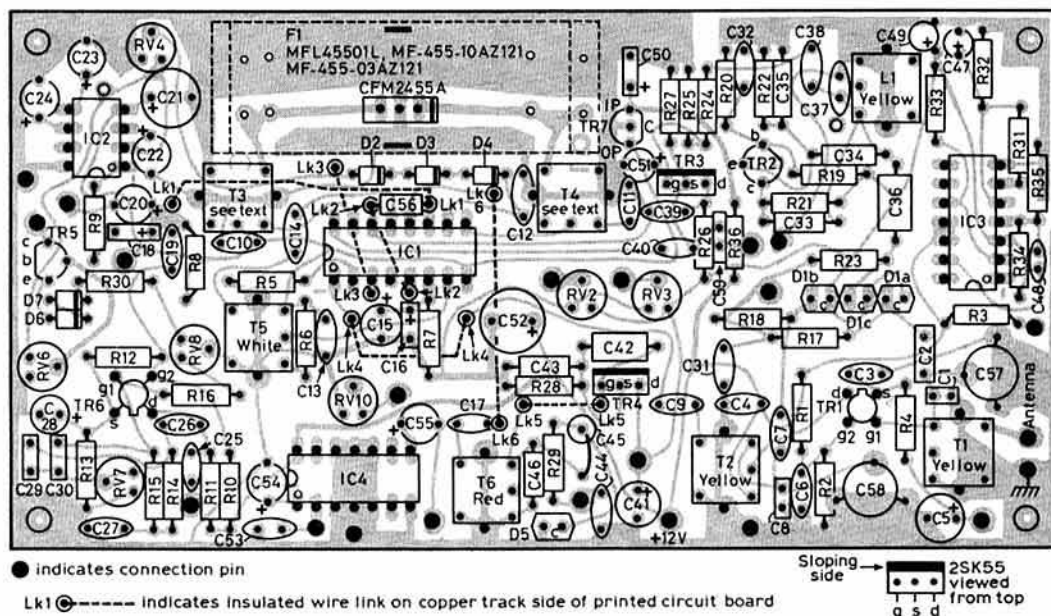 F1
MFL45501L, MF-455-10AZ121
MF-455-03AZ121
CFM2455A
C23
RV4
C24
C21
IC2
C22
C50
1P
TR7
C
OP
C51
R27
R25
R24
R20
C32
R22
C35
C38
C37
L1
Yellow
C49
C47
R33
R32
R31
R35
b
e
TR2
c
TR3
g s d
C34
R19
R21
C33
C36
IC3
R34
C48
Lk3
D2
D3
D4
Lk1
T3
see text
Lk2
C56
Lk1
Lk
6
T4
see text
C12
C11
C39
C40
R26
C59
R36
R23
D1b
D1a
c
c
c
D1c
C20
R9
C18
C19
R8
C10
C14
IC1
TR5
c
b
e
R30
D7
D6
R5
Lk3
Lk2
T5
White
R6
C13
C15
C16
R7
Lk4
Lk4
C52
RV2
RV3
R18
R17
R3
R12
RV8
RV6
g1
g2
TR6
s
d
R16
C
28
C26
C25
RV10
C43
R28
C42
g s d
TR4
Lk5
Lk5
C31
C9
C4
C7
R1
C3
d
s
TR1
g2
g1
R4
C2
C1
C57
Antenna
T1
Yellow
C29
C30
R13
RV7
R15
R14
R11
R10
C54
IC4
C55
C17
Lk6
T6
Red
C46
R29
C45
C44
T2
Yellow
C6
C8
R2
C58
C5
C27
C53
D5
c
C41
+12V
indicates connection pin
Sloping
side
2SK55
viewed
from top
g s d
Lk1 indicates insulated wire link on copper track side of printed circuit board